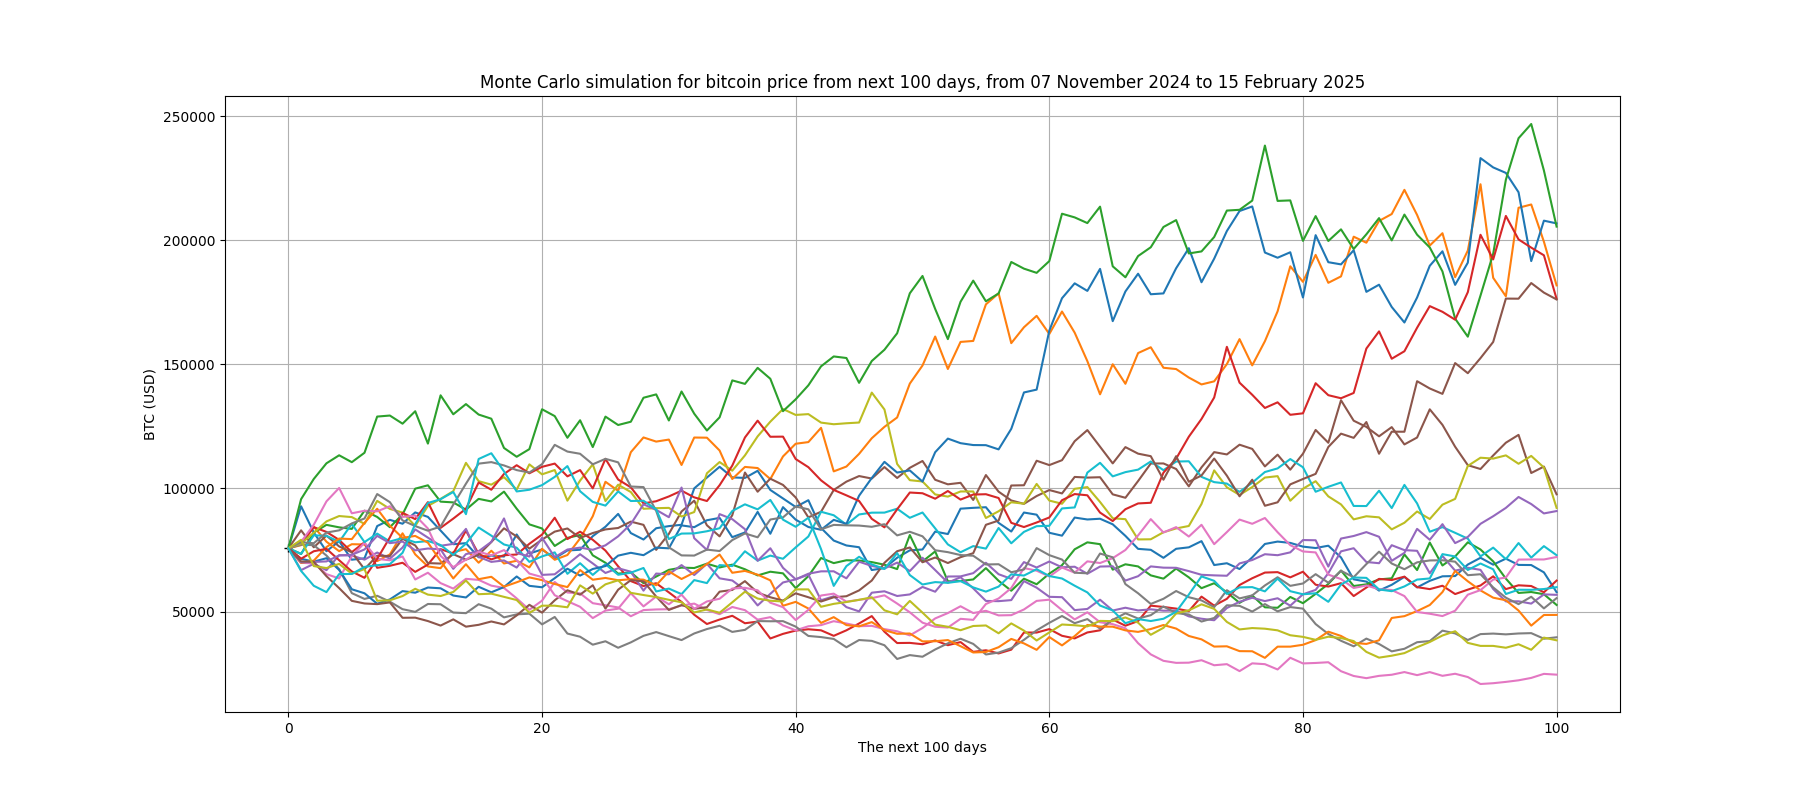 Monte Carlo simulation for bitcoin price from next 100 days, from 07 November 2024 to 15 February 2025
250000
200000
150000
100000
50000
BTC (USD)
0 20 40 60 80 100
The next 100 days